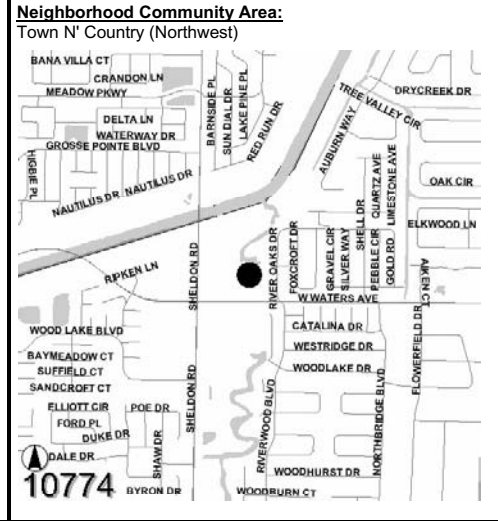 Neighborhood Community Area:
Town N' Country (Northwest)
BANA VILLA CT
CRANDON LN
MEADOW PKWY
BARNSIDE PL
SUN DIAL DR
LAKE PINE PL
RED RUN DR
TREE VALLEY CIR
DRYCREEK DR
DELTA LN
WATERWAY DR
GROSSE POINTE BLVD
AUBURN WAY
HIGBIE PL
NAUTILUS DR
NAUTILUS DR
QUARTZ AVE
LIMESTONE AVE
OAK CIR
SHELL DR
ELKWOOD LN
RIPKEN LN
SHELDON RD
RIVER OAKS DR
FOXCROFT DR
GRAVEL CIR
SILVER WAY
PEBBLE CIR
GOLD RD
AIKEN CT
W WATERS AVE
WOOD LAKE BLVD
CATALINA DR
FLOWERFIELD DR
BAYMEADOW CT
WESTRIDGE DR
SUFFIELD CT
WOODLAKE DR
SANDCROFT CT
SHELDON RD
RIVERWOOD BLVD
NORTHBRIDGE BLVD
ELLIOTT CIR
POE DR
FORD PL
DUKE DR
SHAW DR
DALE DR
WOODHURST DR
10774
BYRON DR
WOODBURN CT